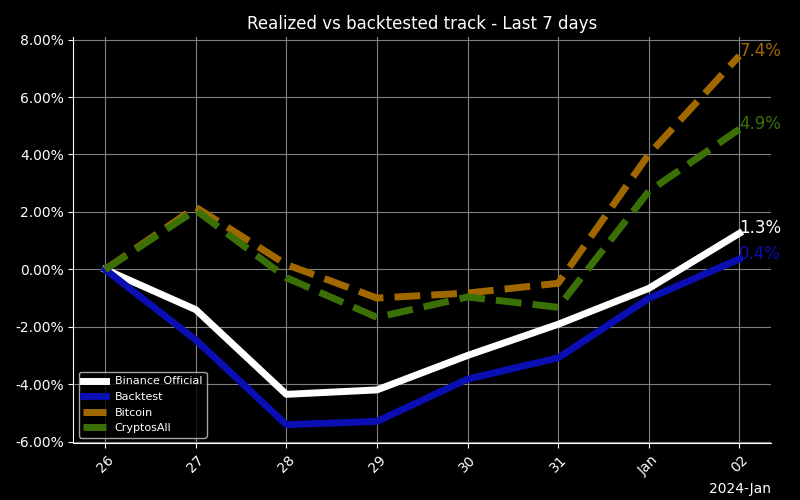 Realized vs backtested track - Last 7 days
8.00%
6.00%
4.00%
2.00%
0.00%
-2.00%
-4.00%
-6.00%
7.4%
4.9%
1.3%
0.4%
Binance Official
Backtest
Bitcoin
CryptosAll
26
27
28
29
30
31
Jan
02
2024-Jan